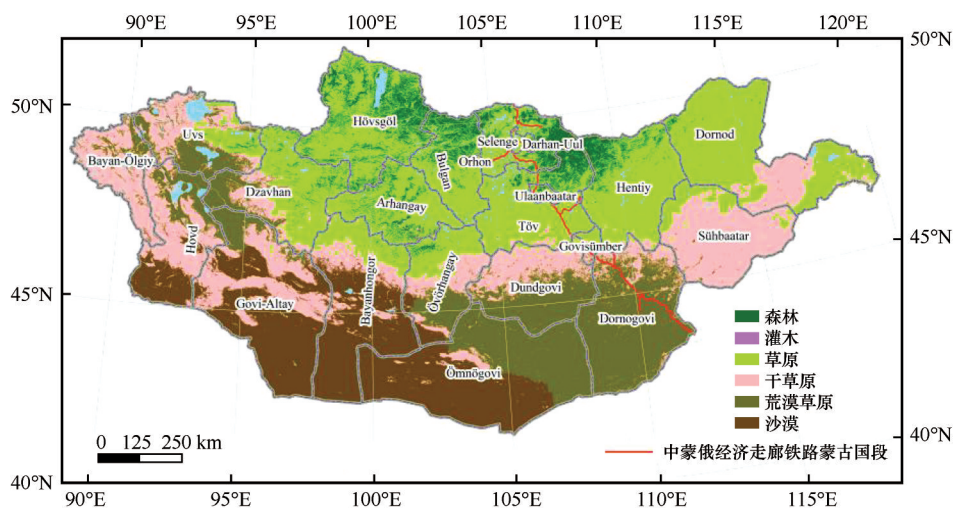 90°E 95°E 100°E 105°E 110°E 115°E 120°E
50°N
50°N
Hövsgöl
Dornod
Uvs
Selenge
Darhan-Uul
Bayan-Ölgiy
Orhon
Bulgan
Dzavhan
Ulaanbaatar
Hentiy
Arhangay
Töv
Hovd
Sühbaatar
Govisümber
45°N
Övörhangay
Bayanhongor
Dundgovi
45°N
Govi-Altay
Dornogovi
森林
灌木
草原
Ömnögovi
干草原
荒漠草原
沙漠
0 125 250 km
中蒙俄经济走廊铁路蒙古国段
40°N
40°N
90°E 95°E 100°E 105°E 110°E 115°E